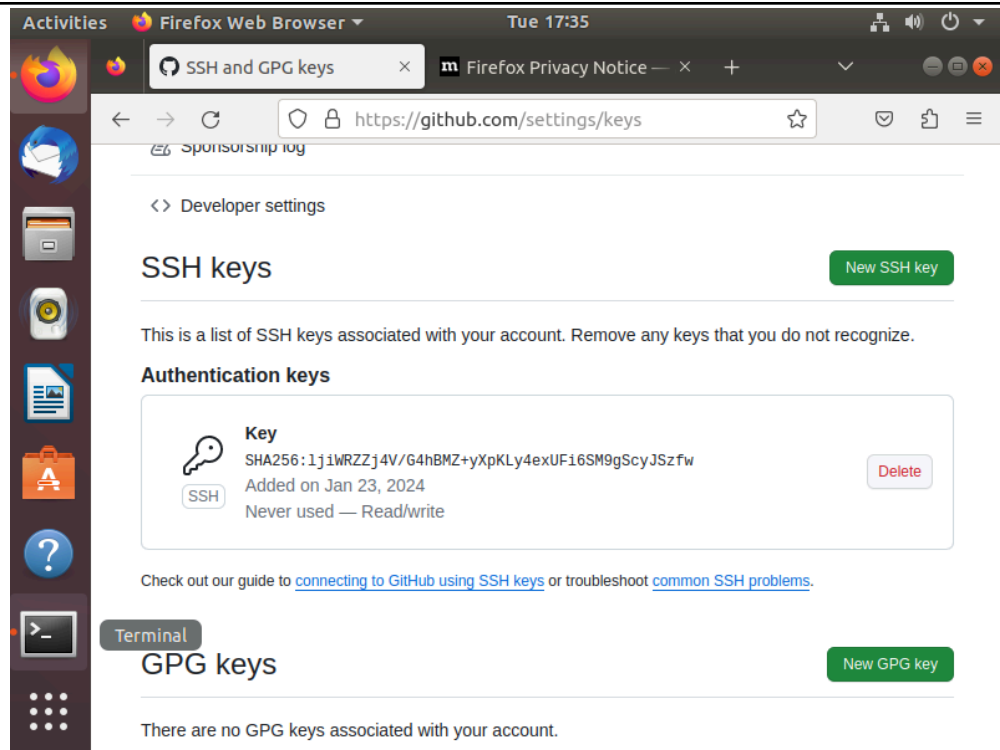 Activities Firefox Web Browser Tue 17:35
SSH and GPG keys Firefox Privacy Notice —
https://github.com/settings/keys
Sponsorship log
Developer settings
SSH keys
New SSH key
This is a list of SSH keys associated with your account. Remove any keys that you do not recognize.
Authentication keys
Key
SHA256:ljiWRZZj4V/G4hBMZ+yXpKLy4exUFi6SM9gScyJSzfw
SSH
Added on Jan 23, 2024
Never used — Read/write
Delete
Check out our guide to connecting to GitHub using SSH keys or troubleshoot common SSH problems.
Terminal
GPG keys
New GPG key
There are no GPG keys associated with your account.